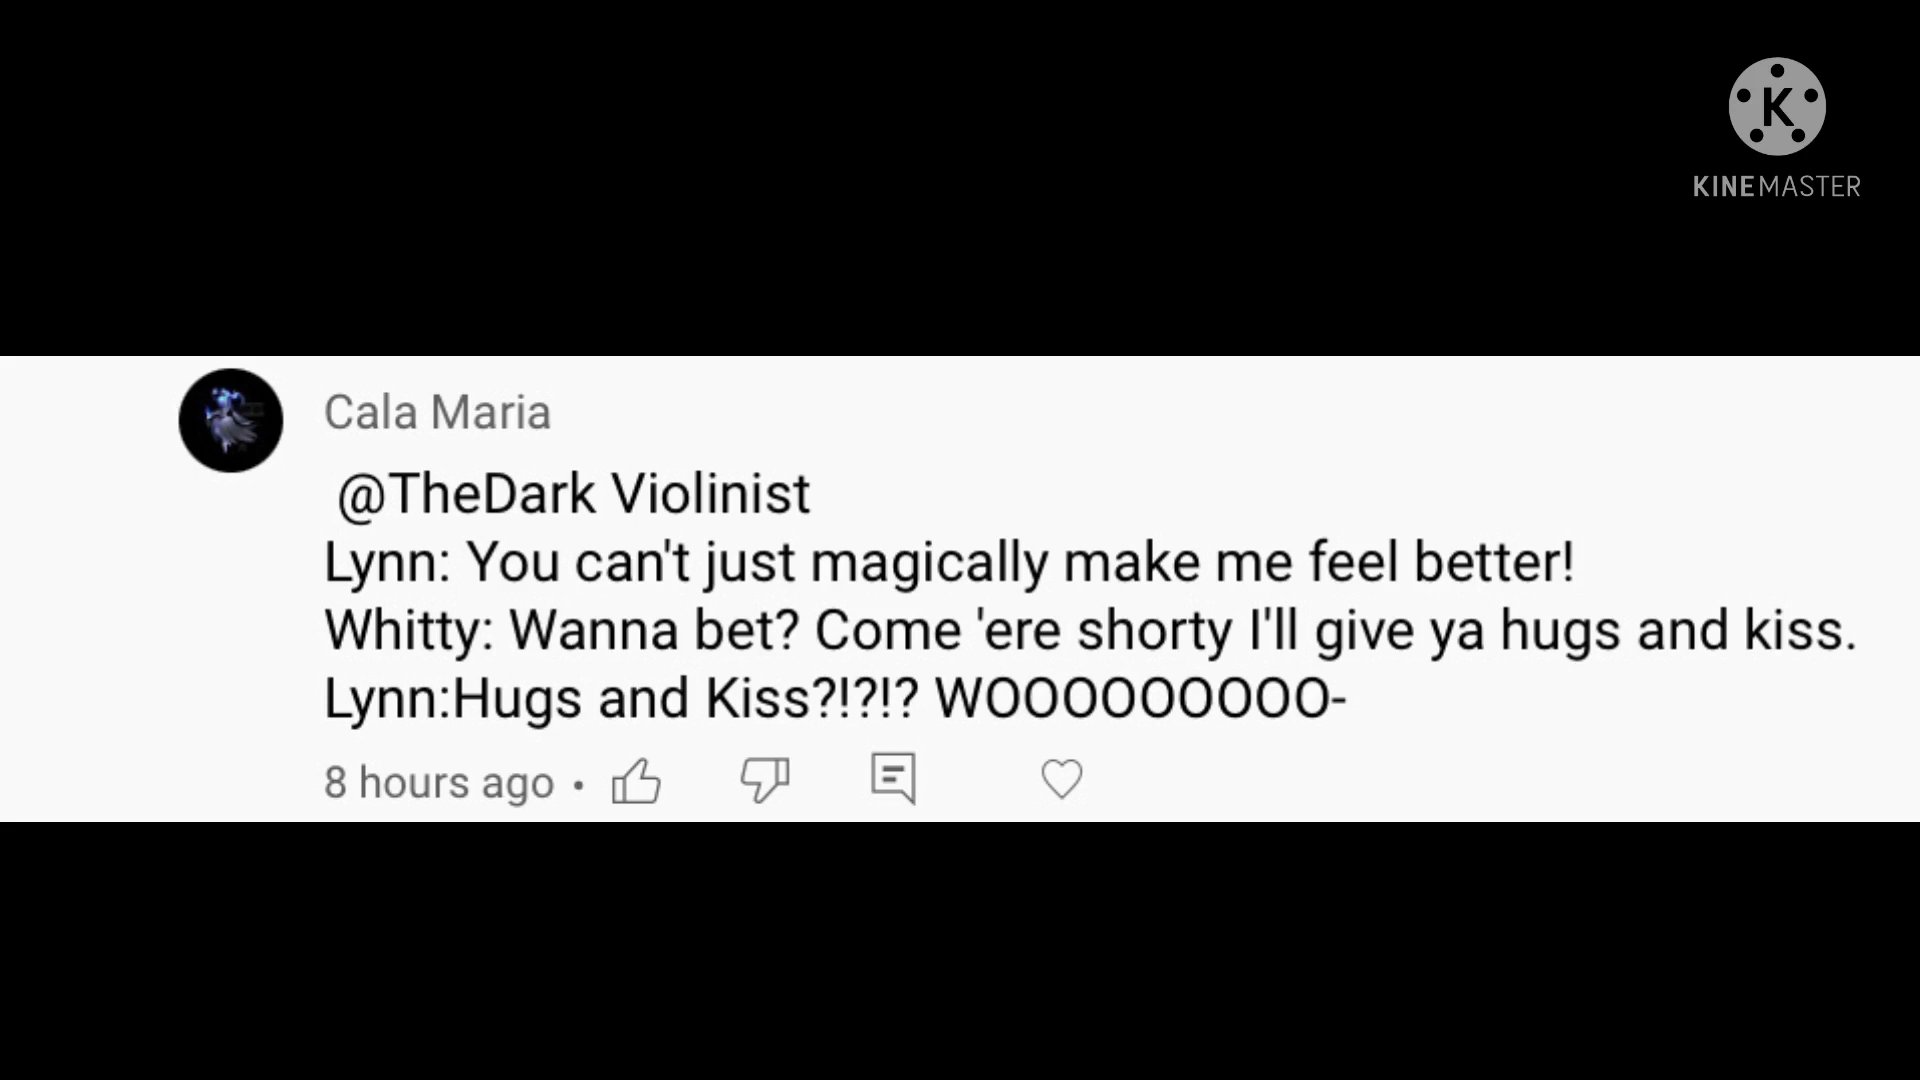 K
KINEMASTER
Cala Maria
@TheDark Violinist
Lynn: You can't just magically make me feel better!
Whitty: Wanna bet? Come 'ere shorty I'll give ya hugs and kiss.
Lynn:Hugs and Kiss?!?!? WOOOOOOOOO-
8 hours ago •